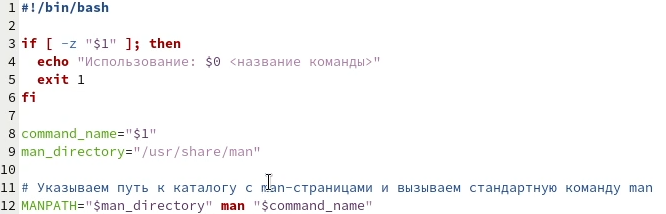 1 #!/bin/bash
2
3 if [ -z "$1" ]; then
4   echo "Использование: $0 <название команды>"
5   exit 1
6 fi
7
8 command_name="$1"
9 man_directory="/usr/share/man"
10
11 # Указываем путь к каталогу с man-страницами и вызываем стандартную команду man
12 MANPATH="$man_directory" man "$command_name"